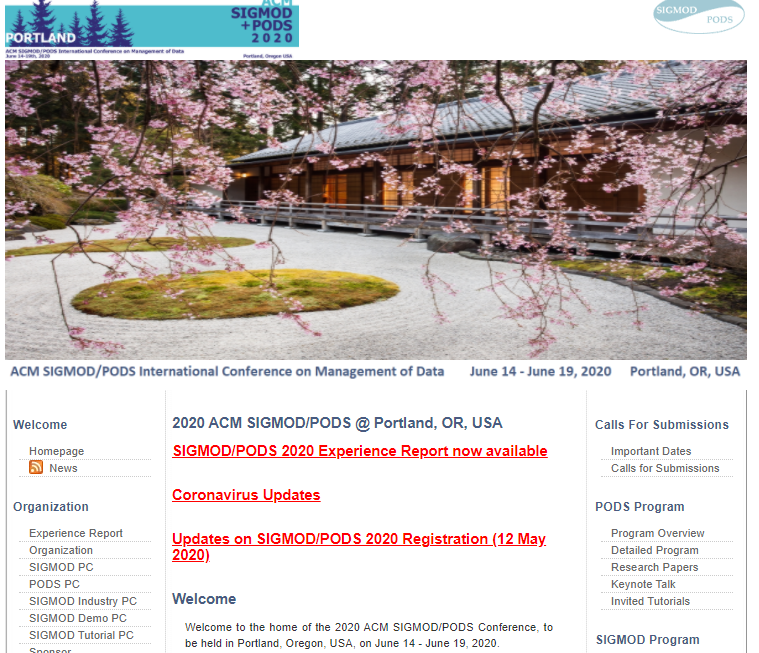 ACM
SIGMOD
+PODS
2020
PORTLAND
ACM SIGMOD/PODS International Conference on Management of Data
June 14-19th, 2020
Portland, Oregon USA
SIGMOD
PODS
ACM SIGMOD/PODS International Conference on Management of Data June 14 - June 19, 2020 Portland, OR, USA
Welcome
Homepage
News
Organization
Experience Report
Organization
SIGMOD PC
PODS PC
SIGMOD Industry PC
SIGMOD Demo PC
SIGMOD Tutorial PC
Sponsor
2020 ACM SIGMOD/PODS @ Portland, OR, USA
SIGMOD/PODS 2020 Experience Report now available
Coronavirus Updates
Updates on SIGMOD/PODS 2020 Registration (12 May
2020)
Welcome
Welcome to the home of the 2020 ACM SIGMOD/PODS Conference, to
be held in Portland, Oregon, USA, on June 14 - June 19, 2020.
Calls For Submissions
Important Dates
Calls for Submissions
PODS Program
Program Overview
Detailed Program
Research Papers
Keynote Talk
Invited Tutorials
SIGMOD Program